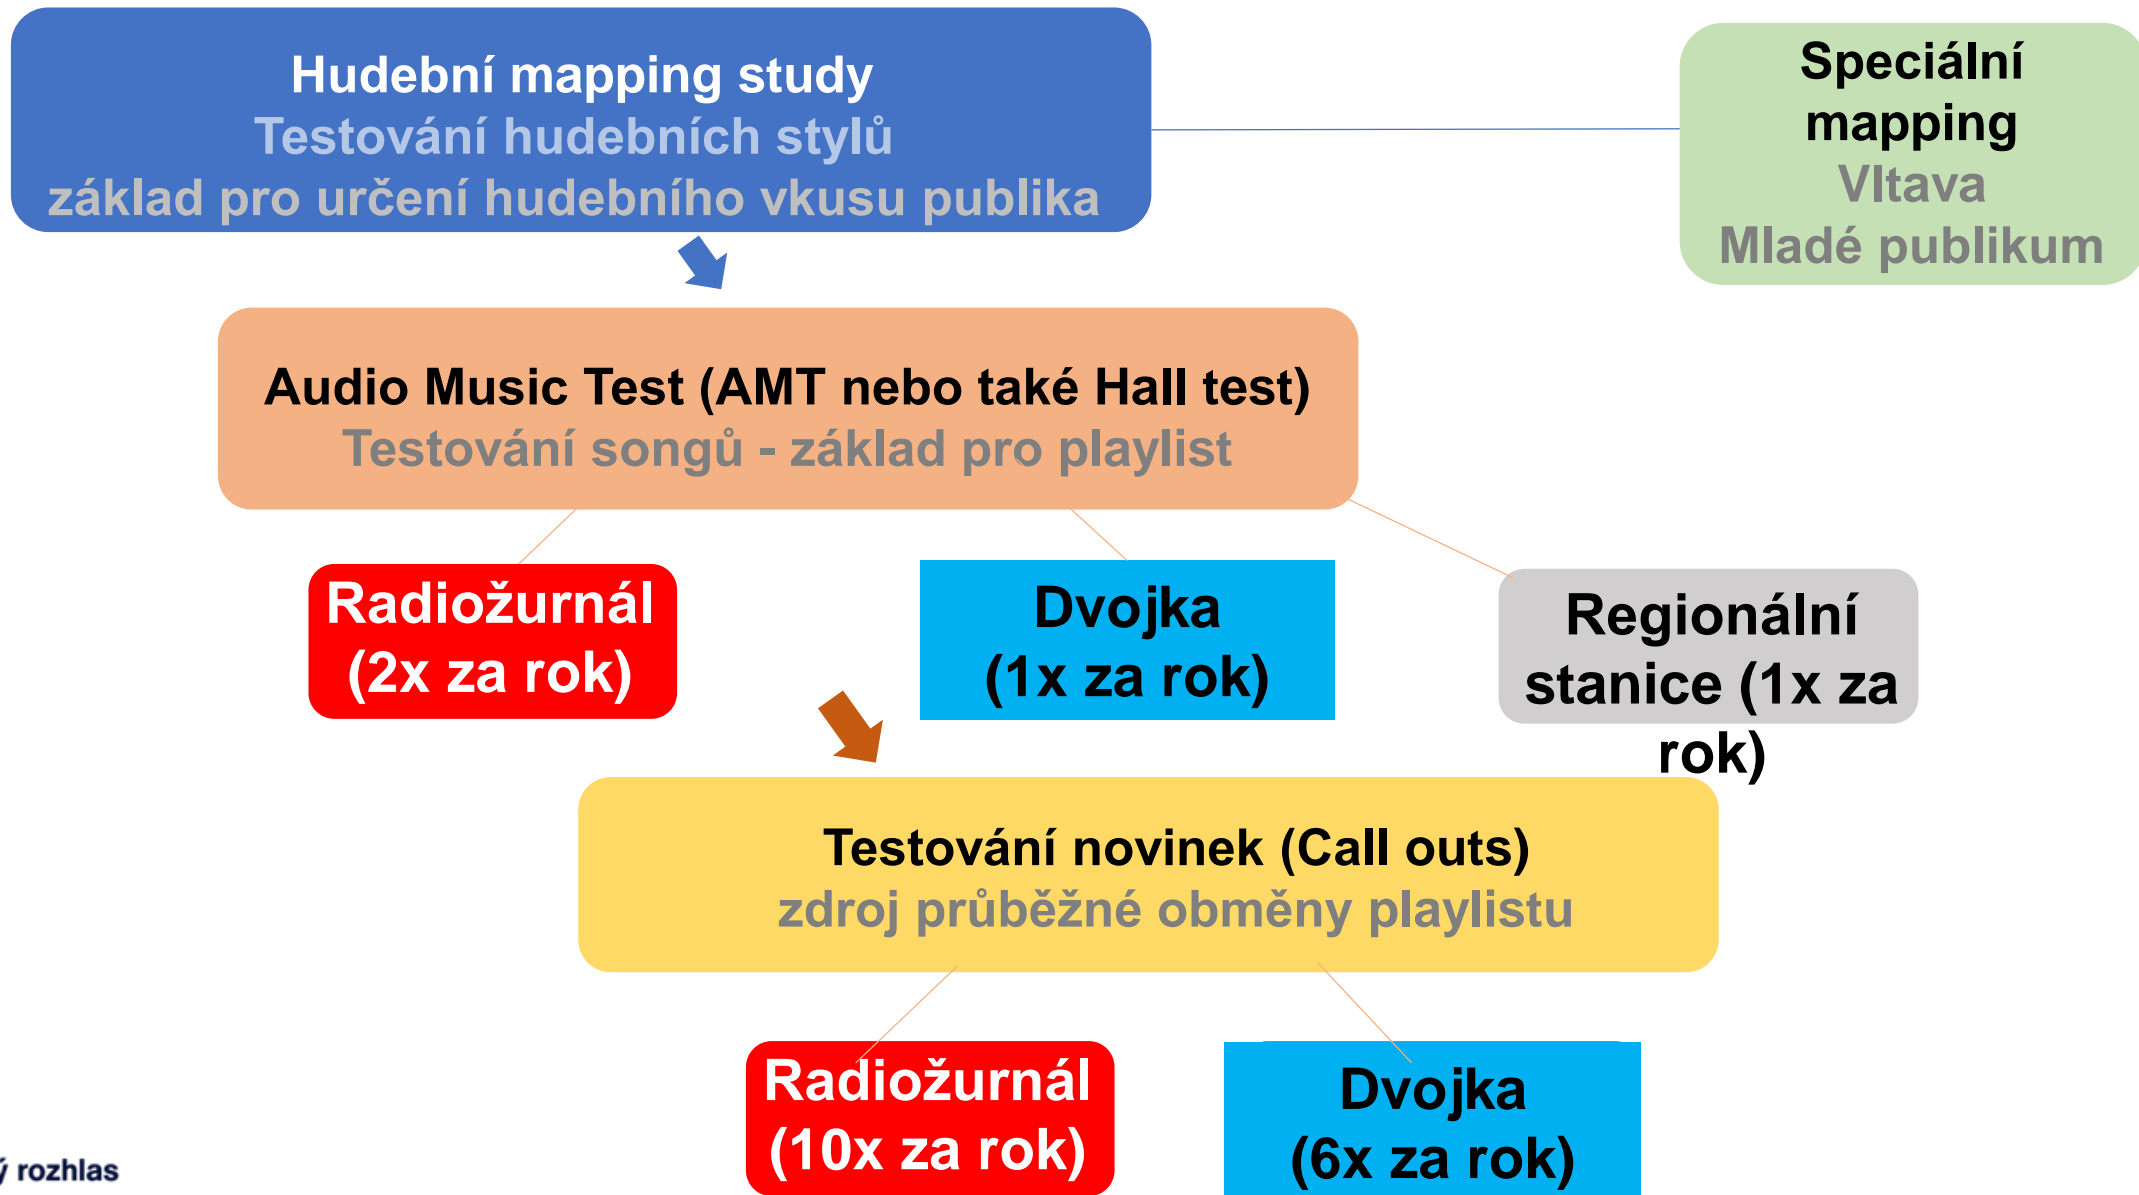 Hudební mapping study
Testování hudebních stylů
základ pro určení hudebního vkusu publika
Speciální
mapping
Vltava
Mladé publikum
Audio Music Test (AMT nebo také Hall test)
Testování songů - základ pro playlist
Radiožurnál
(2x za rok)
Dvojka
(1x za rok)
Regionální
stanice (1x za
rok)
Testování novinek (Call outs)
zdroj průběžné obměny playlistu
Radiožurnál
(10x za rok)
Dvojka
(6x za rok)
ý rozhlas